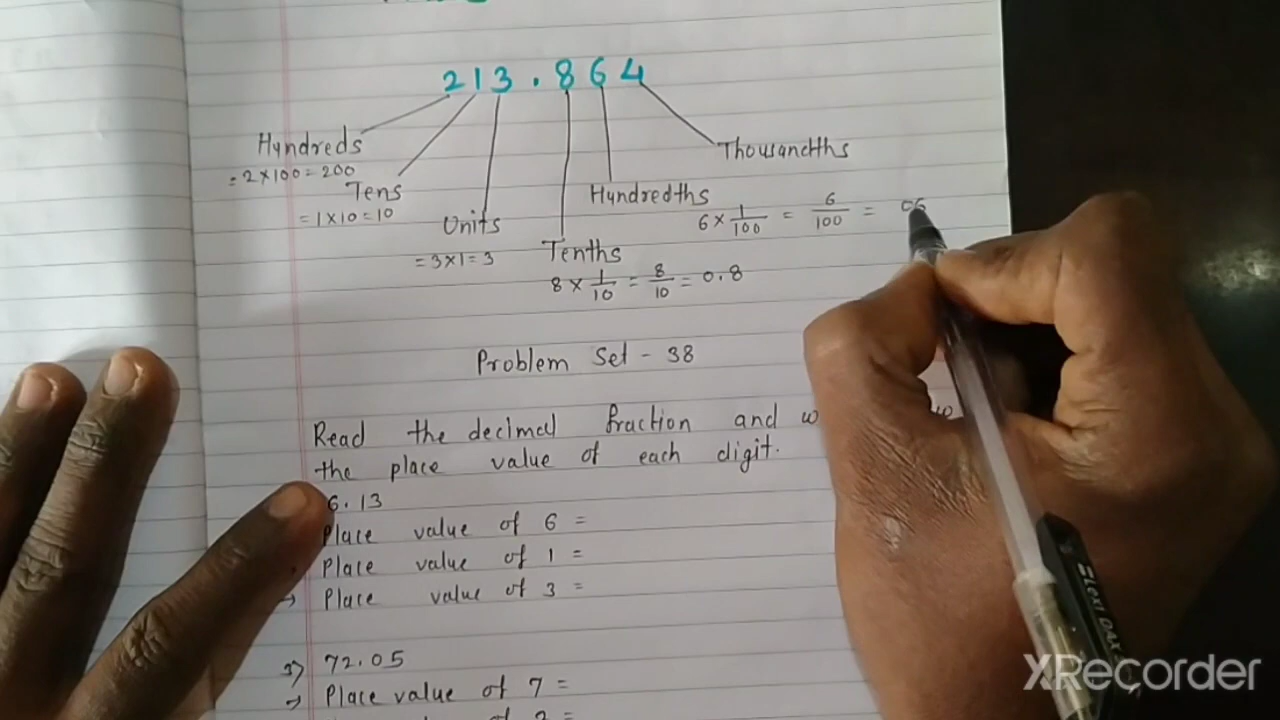 213.864
Hundreds
= 2 × 100 = 200
Tens
= 1 × 10 = 10
Units
= 3 × 1 = 3
Tenths
8 × 1/10 = 8/10 = 0.8
Hundredths
6 × 1/100 = 6/100 = 06
Thousandths
Problem Set - 38
Read the decimal fraction and
the place value of each digit.
6.13
Place value of 6 =
Place value of 1 =
→ Place value of 3 =
3) 72.05
→ Place value of 7 =
XRecorder